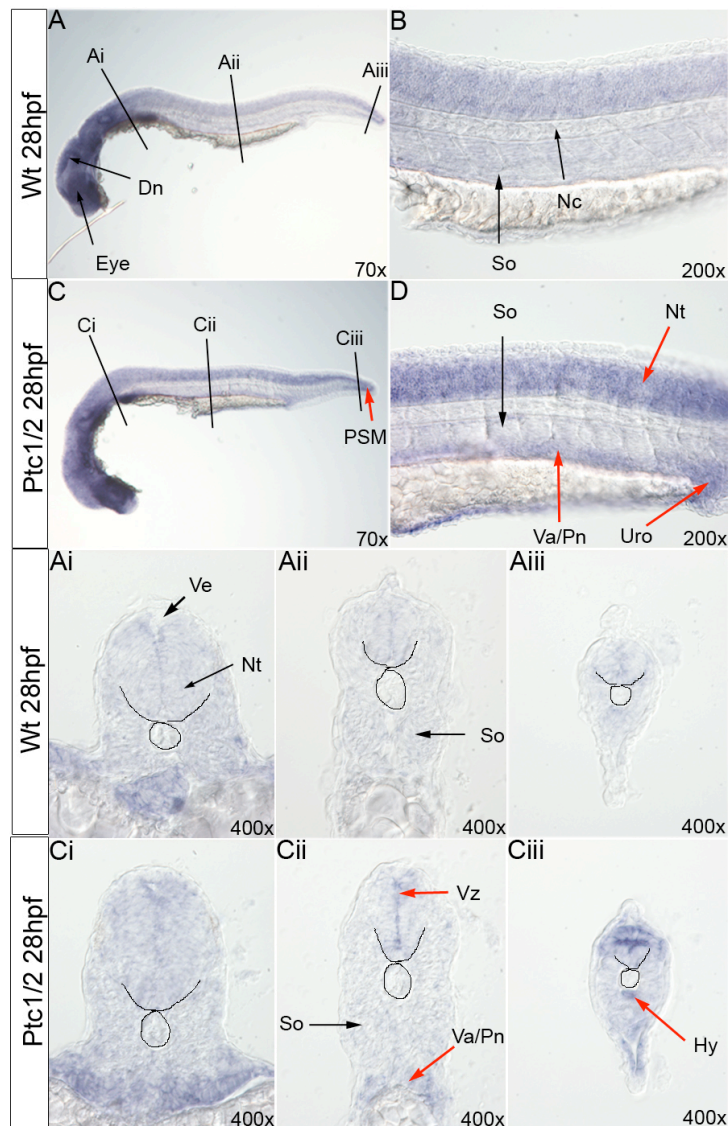 Wt 28hpf
A
Ai
Aii
Aiii
Dn
Eye
70x
B
Nc
So
200x
Ptc1/2 28hpf
C
Ci
Cii
Ciii
PSM
70x
D
So
Nt
Va/Pn
Uro
200x
Wt 28hpf
Ai
Ve
Nt
400x
Aii
So
400x
Aiii
400x
Ptc1/2 28hpf
Ci
400x
Cii
Vz
So
Va/Pn
400x
Ciii
Hy
400x